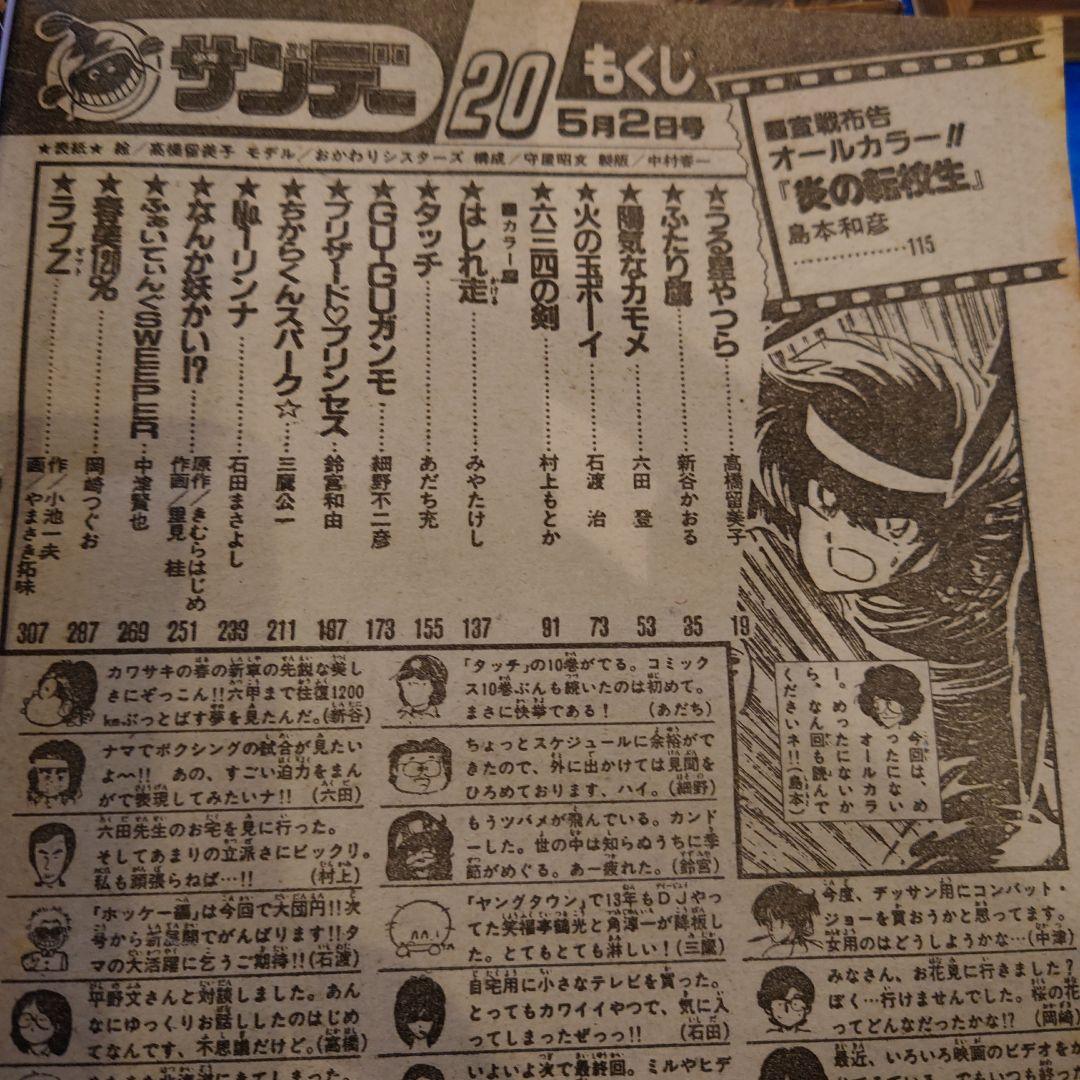 週刊
サンデー
20
もくじ
5月2日号
★表紙★ 絵／高橋留美子 モデル／おかわりシスターズ 構成／守屋昭文 製版／中村春一
■宣戦布告
オールカラー!!
『炎の転校生』
島本和彦
……………115
★うる星やつら………高橋留美子 19
★ふたり鷹………新谷かおる 35
★陽気なカモメ………六田 登 53
★火の玉ボーイ………石渡 治 73
★六三四の剣………村上もとか 91
■カラー■
★はしれ走………みやたけし 137
かける
★タッチ………あだち充 155
★GU-GUガンモ………細野不二彦 173
★ブリザード♡プリンセス………鈴宮和由 187
★ちからくんスパーク☆………三鷹公一 211
ーリンナ………石田まさよし 239
★なんか妖かい!?………原作／きむらはじめ 作画／里見 桂 251
★ふぁいてぃんぐSWEEPER………中津賢也 269
★春美120%………岡崎つぐお 287
★ラブZ………作／小池一夫 画／やまさき拓味 307
ゼット
カワサキの春の新車の先鋭な美し
さにぞっこん!!六甲まで往復1200
kmぶっとばす夢を見たんだ。(新谷)
ナマでボクシングの試合が見たい
よ〜!! あの、すごい迫力をまん
がで表現してみたいナ!! (六田)
六田先生のお宅を見に行った。
そしてあまりの立派さにビックリ。
私も頑張らねば…!! (村上)
「ホッケー編」は今回で大団円!!次
号から新展開でがんばります!!タ
マの大活躍に乞うご期待!!(石渡)
平野文さんと対談しました。あん
なにゆっくりお話ししたのはじめ
てなんです、不思議だけど。(高橋)
「タッチ」の10巻がでる。コミック
ス10巻ぶんも続いたのは初めて。
まさに快挙である! (あだち)
ちょっとスケジュールに余裕がで
きたので、外に出かけては見聞を
ひろめております、ハイ。(細野)
もうツバメが飛んでいる。カンド
ーした。世の中は知らぬうちに季
節がめぐる。あー疲れた。(鈴宮)
「ヤングタウン」で13年もDJやっ
てた笑福亭鶴光と角淳一が降板し
た。とてもとても淋しい! (三鷹)
自宅用に小さなテレビを買った。
とってもカワイイやつで、気に入
ってしまったぜっっ!! (石田)
いよいよ次で最終回。ミルやヒデ
今回は、め
ったにない
オールカラ
ー。めったにないか
ら、なん回も読んで
くださいネ!!(島本)
今度、デッサン用にコンバット・
ジョーを買おうかと思ってます。
女用のはどうしようかな…(中津)
みなさん、お花見に行きました?
ぼく…行けませんでした。桜の花
ってどんなだったかな!? (岡崎)
最近、いろいろ映画のビデオをか